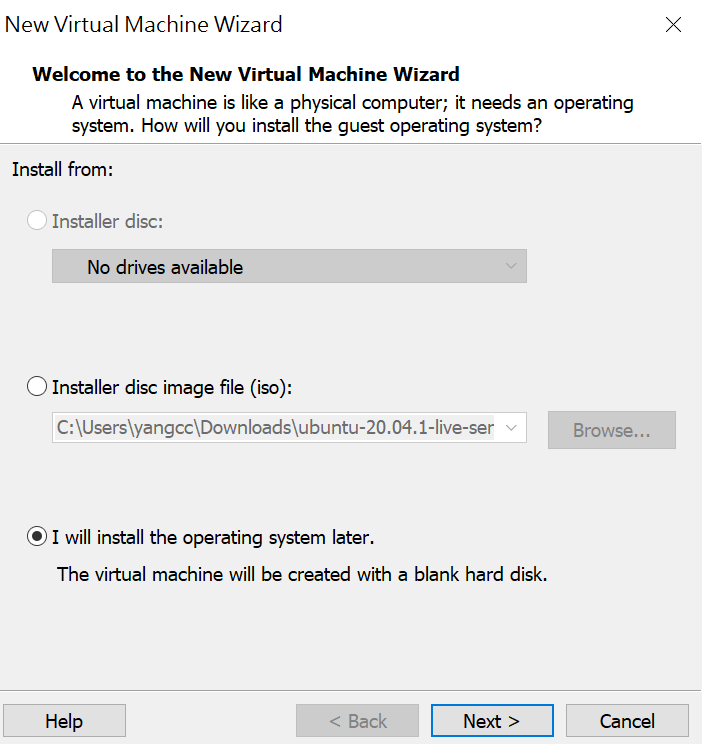 New Virtual Machine Wizard
Welcome to the New Virtual Machine Wizard
A virtual machine is like a physical computer; it needs an operating
system. How will you install the guest operating system?
Install from:
Installer disc:
No drives available
Installer disc image file (iso):
C:\Users\yangcc\Downloads\ubuntu-20.04.1-live-ser
Browse...
I will install the operating system later.
The virtual machine will be created with a blank hard disk.
Help
< Back
Next >
Cancel